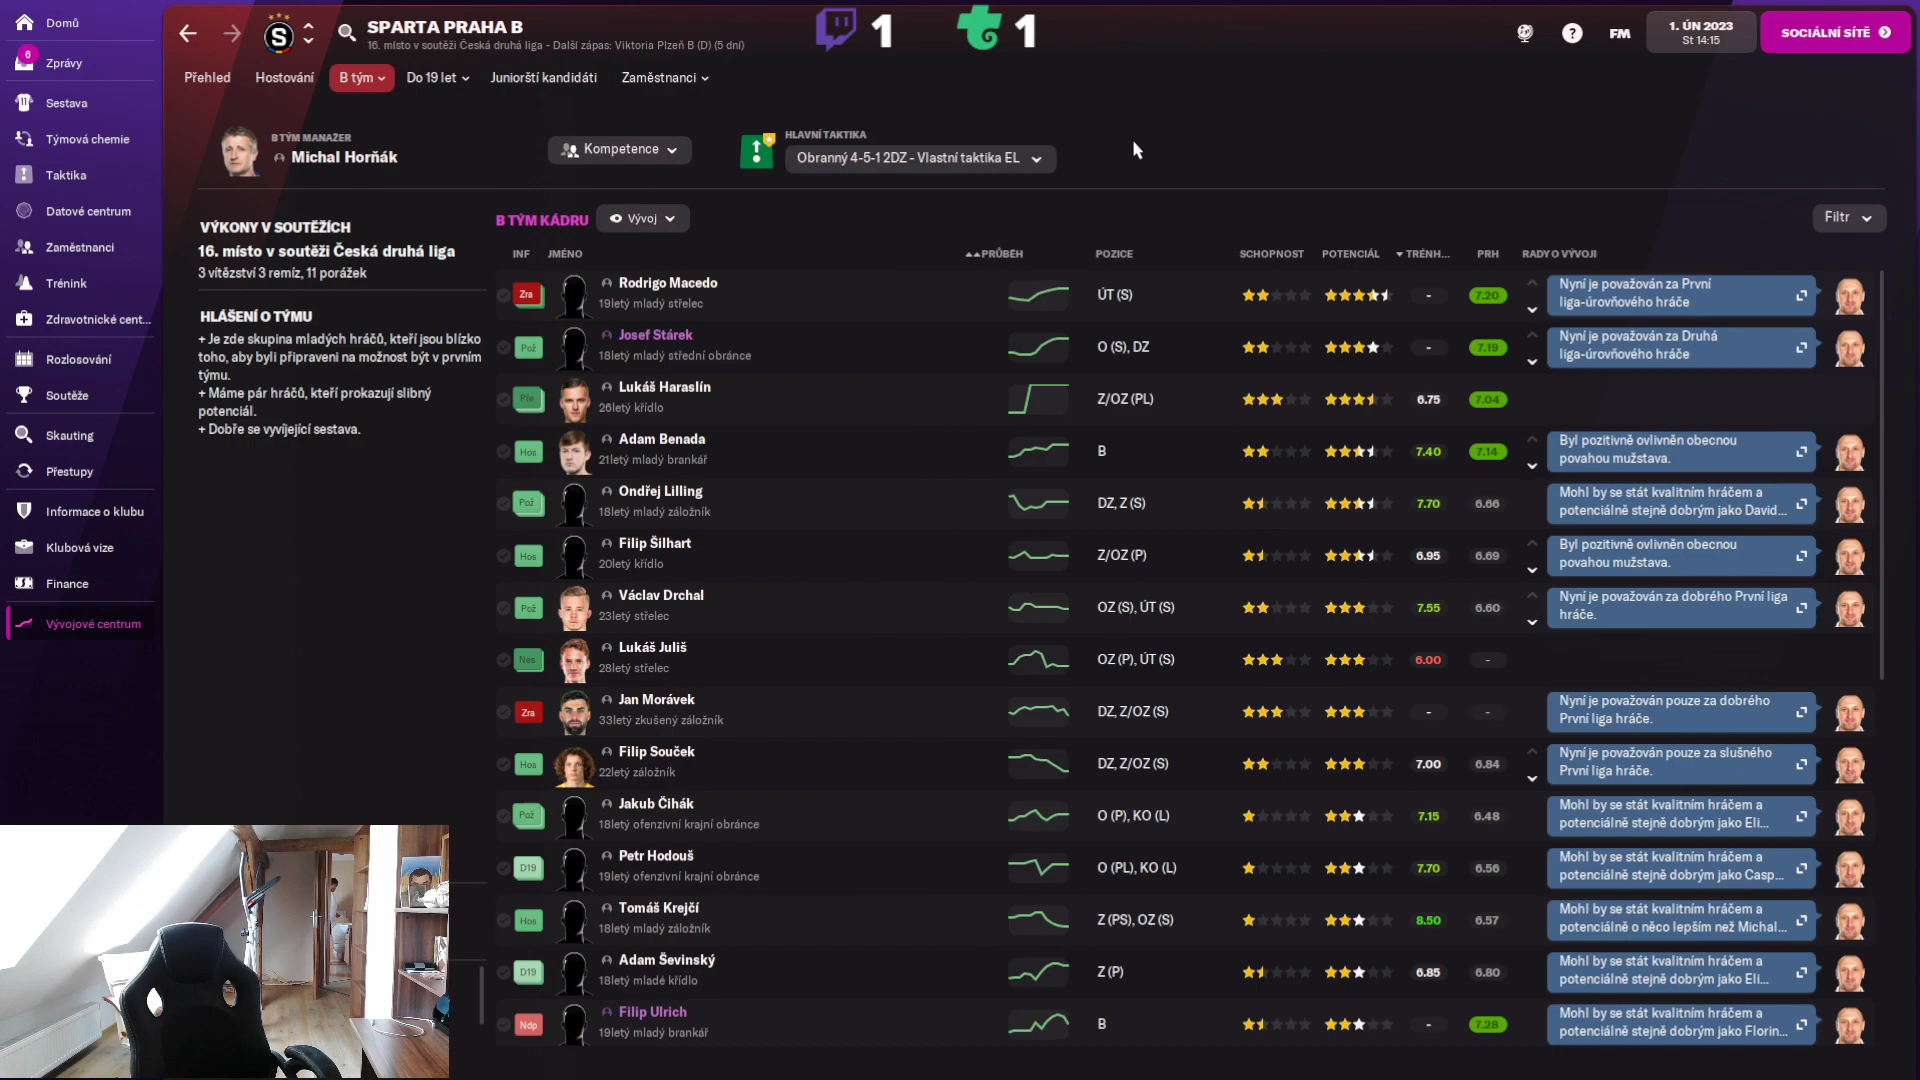 Domů
6
Zprávy
Sestava
Týmová chemie
Taktika
Datové centrum
Zaměstnanci
Trénink
Zdravotnické cent...
Rozlosování
Soutěže
Skauting
Přestupy
Informace o klubu
Klubová vize
Finance
Vývojové centrum
S
SPARTA PRAHA B
16. místo v soutěži Česká druhá liga - Další zápas: Viktoria Plzeň B (D) (5 dní)
1
1
?
FM
1. ÚN 2023
St 14:15
SOCIÁLNÍ SÍTĚ
Přehled
Hostování
B tým
Do 19 let
Juniorští kandidáti
Zaměstnanci
B TÝM MANAŽER
Michal Horňák
Kompetence
HLAVNÍ TAKTIKA
Obranný 4-5-1 2DZ - Vlastní taktika EL
VÝKONY V SOUTĚŽÍCH
16. místo v soutěži Česká druhá liga
3 vítězství 3 remíz, 11 porážek
HLÁŠENÍ O TÝMU
+ Je zde skupina mladých hráčů, kteří jsou blízko
toho, aby byli připraveni na možnost být v prvním
týmu.
+ Máme pár hráčů, kteří prokazují slibný
potenciál.
+ Dobře se vyvíjející sestava.
B TÝM KÁDRU
Vývoj
Filtr
INF JMÉNO PRŮBĚH POZICE SCHOPNOST POTENCIÁL TRÉNH... PRH RADY O VÝVOJI
Zra Rodrigo Macedo ÚT (S) - 7.20 Nyní je považován za První
19letý mladý střelec liga-úrovňového hráče
Pož Josef Stárek O (S), DZ - 7.19 Nyní je považován za Druhá
18letý mladý střední obránce liga-úrovňového hráče
Pře Lukáš Haraslín Z/OZ (PL) 6.75 7.04
26letý křídlo
Hos Adam Benada B 7.40 7.14 Byl pozitivně ovlivněn obecnou
21letý mladý brankář povahou mužstava.
Pož Ondřej Lilling DZ, Z (S) 7.70 6.66 Mohl by se stát kvalitním hráčem a
18letý mladý záložník potenciálně stejně dobrým jako David...
Hos Filip Šilhart Z/OZ (P) 6.95 6.69 Byl pozitivně ovlivněn obecnou
20letý křídlo povahou mužstava.
Pož Václav Drchal OZ (S), ÚT (S) 7.55 6.60 Nyní je považován za dobrého První liga
23letý střelec hráče.
Nes Lukáš Juliš OZ (P), ÚT (S) 6.00 -
28letý střelec
Zra Jan Morávek DZ, Z/OZ (S) - - Nyní je považován pouze za dobrého
33letý zkušený záložník První liga hráče.
Hos Filip Souček DZ, Z/OZ (S) 7.00 6.84 Nyní je považován pouze za slušného
22letý záložník První liga hráče.
Pož Jakub Čihák O (P), KO (L) 7.15 6.48 Mohl by se stát kvalitním hráčem a
18letý ofenzivní krajní obránce potenciálně stejně dobrým jako Eli...
D19 Petr Hodouš O (PL), KO (L) 7.70 6.56 Mohl by se stát kvalitním hráčem a
19letý ofenzivní krajní obránce potenciálně stejně dobrým jako Casp...
Hos Tomáš Krejčí Z (PS), OZ (S) 8.50 6.57 Mohl by se stát kvalitním hráčem a
18letý mladý záložník potenciálně o něco lepším než Michal...
D19 Adam Ševinský Z (P) 6.85 6.80 Mohl by se stát kvalitním hráčem a
18leté mladé křídlo potenciálně stejně dobrým jako Eli...
Ndp Filip Ulrich B - 7.28 Mohl by se stát kvalitním hráčem a
19letý mladý brankář potenciálně stejně dobrým jako Florin...